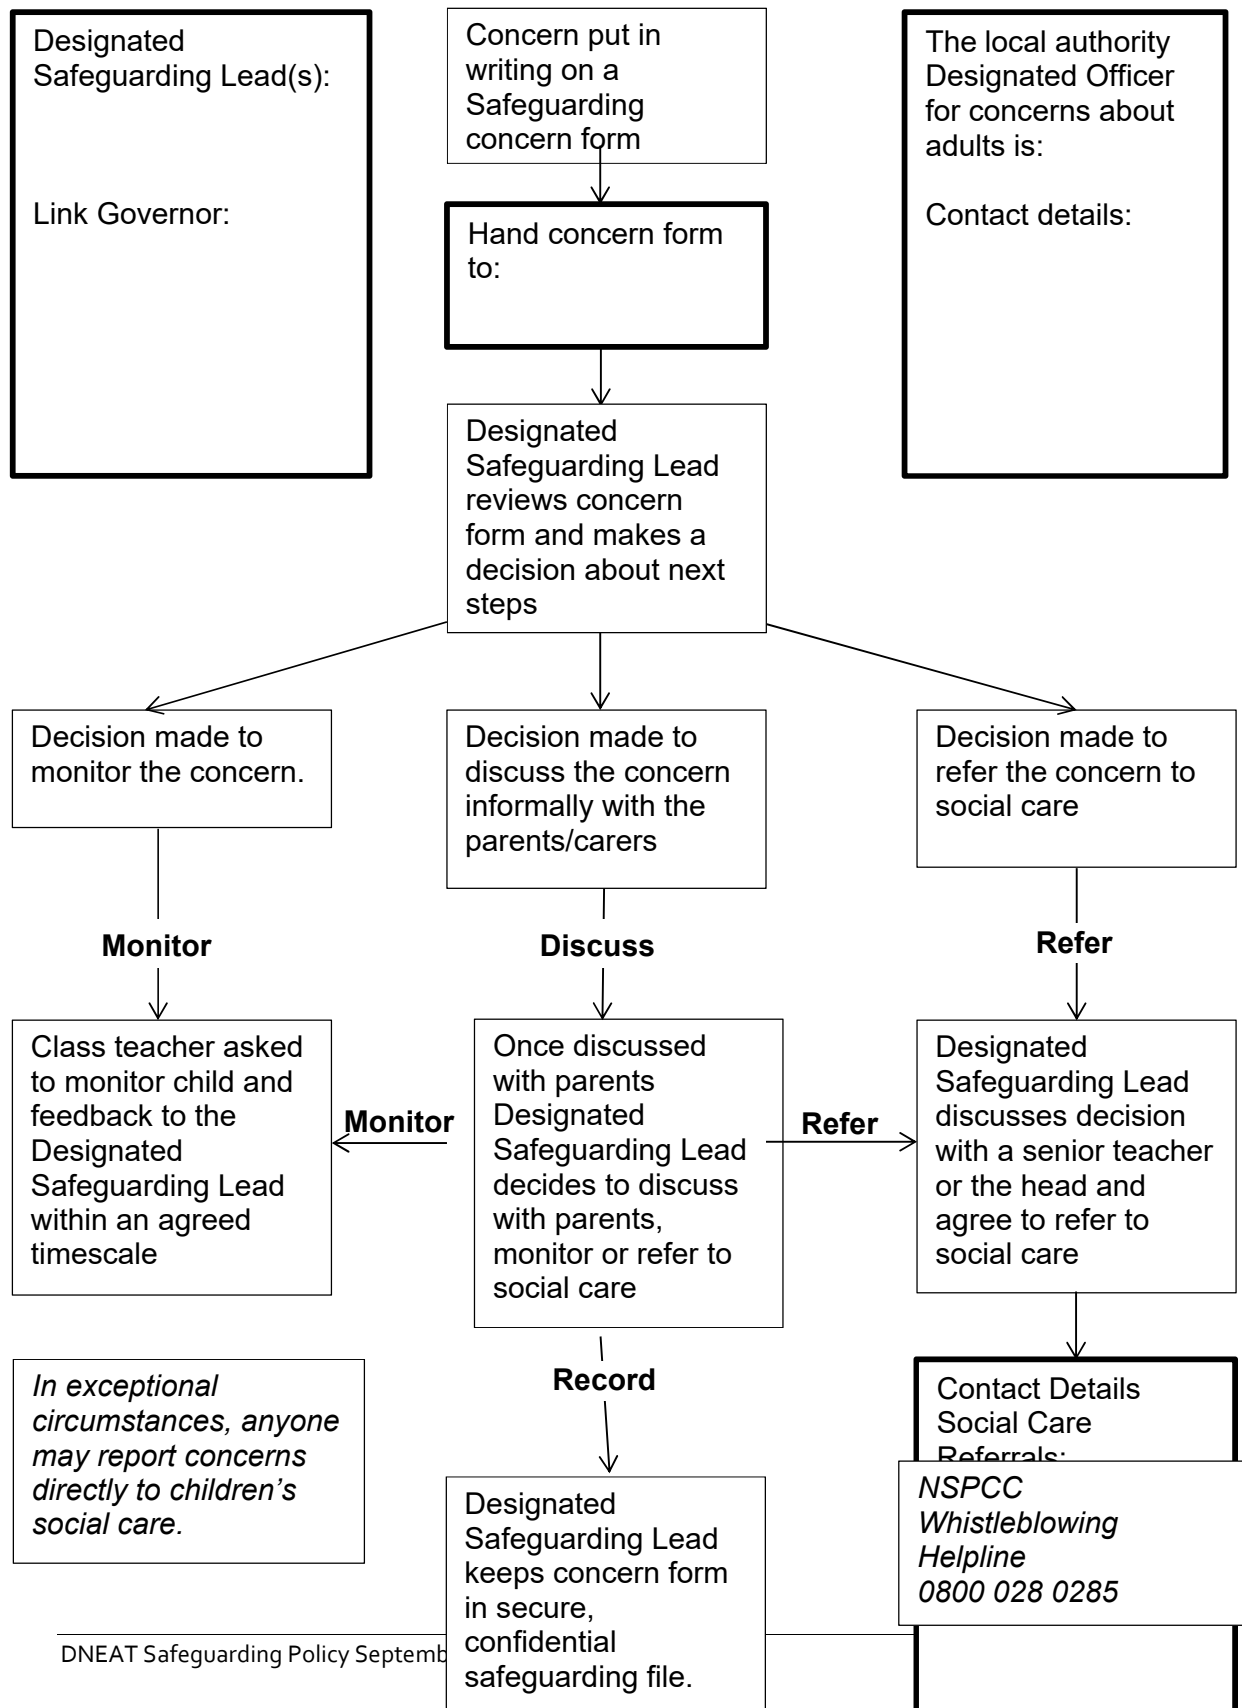 Designated
Safeguarding Lead(s):
Link Governor:
Concern put in
writing on a
Safeguarding
concern form
The local authority
Designated Officer
for concerns about
adults is:
Contact details:
Hand concern form
to:
Designated
Safeguarding Lead
reviews concern
form and makes a
decision about next
steps
Decision made to
monitor the concern.
Decision made to
discuss the concern
informally with the
parents/carers
Decision made to
refer the concern to
social care
Monitor
Discuss
Refer
Class teacher asked
to monitor child and
feedback to the
Designated
Safeguarding Lead
within an agreed
timescale
Monitor
Once discussed
with parents
Designated
Safeguarding Lead
decides to discuss
with parents,
monitor or refer to
social care
Refer
Designated
Safeguarding Lead
discusses decision
with a senior teacher
or the head and
agree to refer to
social care
In exceptional
circumstances, anyone
may report concerns
directly to children’s
social care.
Record
Designated
Safeguarding Lead
keeps concern form
in secure,
confidential
safeguarding file.
Contact Details
Social Care
Referrals:
NSPCC
Whistleblowing
Helpline
0800 028 0285
DNEAT Safeguarding Policy Septemb